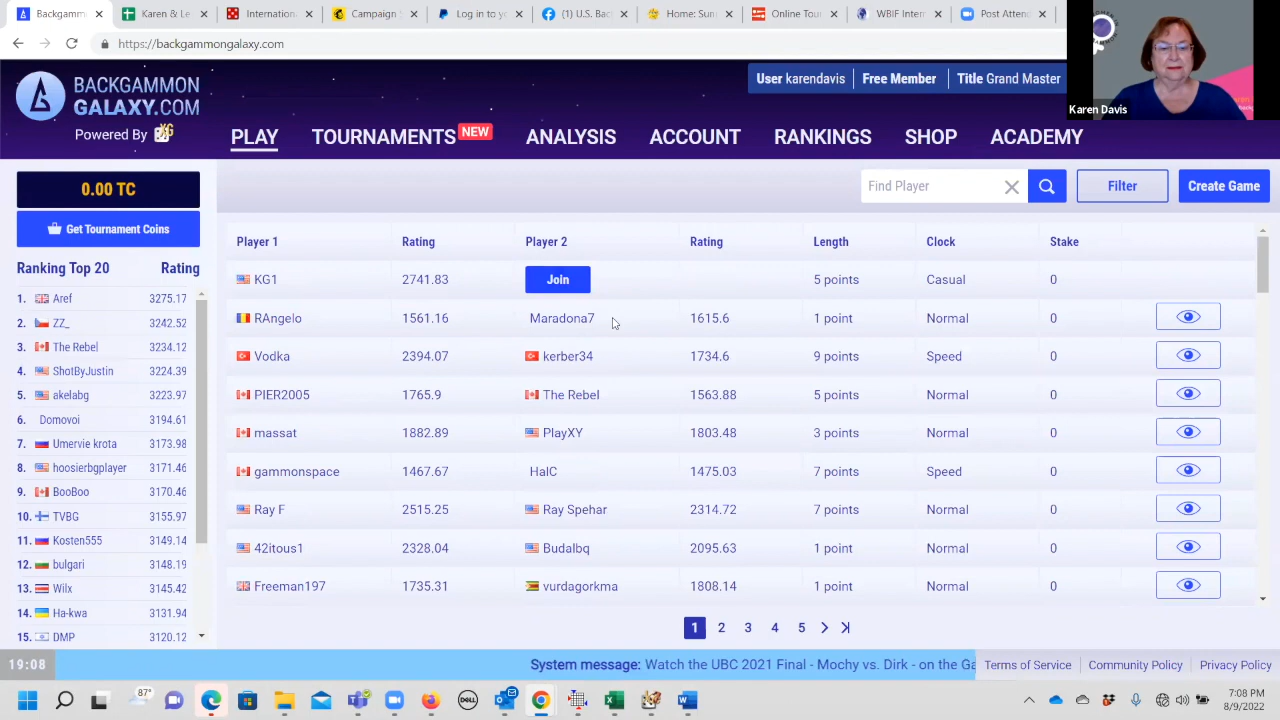 Backgammon
Karen & Le
Internation
Campaign
Log in to yo
(1) U.S. Bac
Home: Sum
Online Tou
WBIF Inter
Post Attend
https://backgammongalaxy.com
BACKGAMMON
GALAXY.COM
Powered By XG
User karendavis
Free Member
Title Grand Master
Karen Davis
PLAY
TOURNAMENTS NEW
ANALYSIS
ACCOUNT
RANKINGS
SHOP
ACADEMY
0.00 TC
Get Tournament Coins
Find Player
Filter
Create Game
Ranking Top 20 Rating
1. Aref 3275.17
2. ZZ_ 3242.52
3. The Rebel 3234.12
4. ShotByJustin 3224.39
5. akelabg 3223.97
6. Domovoi 3194.61
7. Umervie krota 3173.98
8. hoosierbgplayer 3171.46
9. BooBoo 3170.46
10. TVBG 3155.97
11. Kosten555 3149.14
12. bulgari 3148.19
13. Wilx 3145.42
14. Ha-kwa 3131.94
15. DMP 3120.12
Player 1 Rating Player 2 Rating Length Clock Stake
KG1 2741.83 Join 5 points Casual 0
RAngelo 1561.16 Maradona7 1615.6 1 point Normal 0
Vodka 2394.07 kerber34 1734.6 9 points Speed 0
PIER2005 1765.9 The Rebel 1563.88 5 points Normal 0
massat 1882.89 PlayXY 1803.48 3 points Normal 0
gammonspace 1467.67 HalC 1475.03 7 points Speed 0
Ray F 2515.25 Ray Spehar 2314.72 7 points Normal 0
42itous1 2328.04 Budalbq 2095.63 1 point Normal 0
Freeman197 1735.31 vurdagorkma 1808.14 1 point Normal 0
1 2 3 4 5
19:08
System message: Watch the UBC 2021 Final - Mochy vs. Dirk - on the Ga
Terms of Service
Community Policy
Privacy Policy
87°
DELL
7:08 PM
8/9/2022